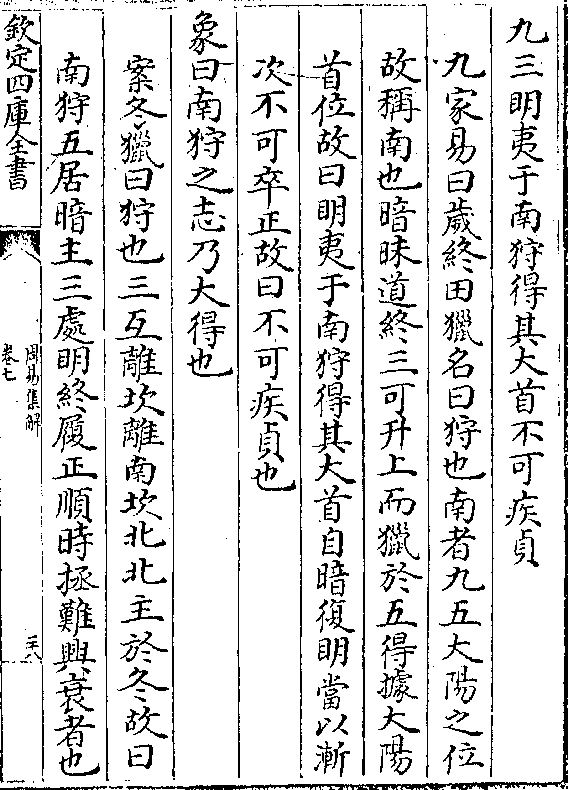 九三明夷于南狩得其大首不可疾貞
九家易曰歲終田獵名曰狩也南者九五大陽之位
故稱南也暗昧道終三可升上而獵於五得據大陽
首位故曰明夷于南狩得其大首自暗復明當以漸
次不可卒正故曰不可疾貞也
象曰南狩之志乃大得也
案冬獵曰狩也三互離坎離南坎北北主於冬故曰
南狩五居暗主三處明終履正順時拯難興衰者也
欽定四庫全書
周易集解
卷七
二十八